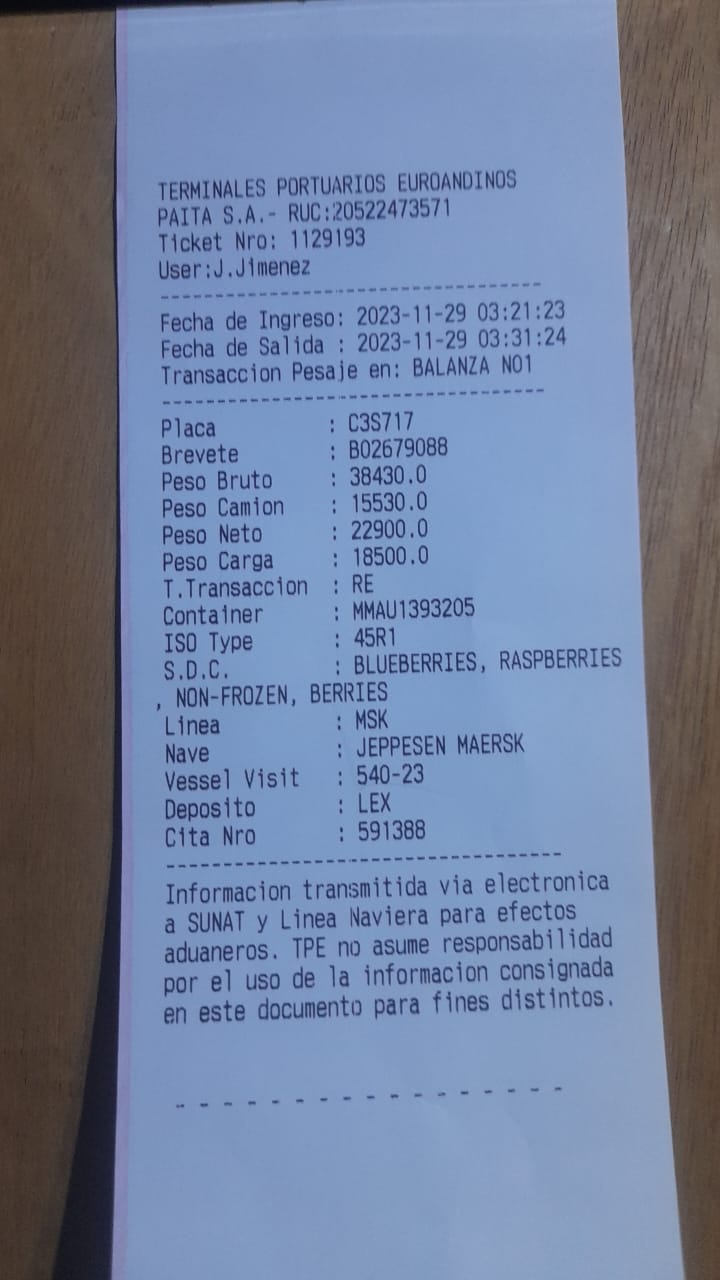 TERMINALES PORTUARIOS EUROANDINOS
PAITA S.A.- RUC:20522473571
Ticket Nro: 1129193
User:J.Jimenez
--------------------------------
Fecha de Ingreso: 2023-11-29 03:21:23
Fecha de Salida : 2023-11-29 03:31:24
Transaccion Pesaje en: BALANZA NO1
--------------------------------
Placa : C3S717
Brevete : B02679088
Peso Bruto : 38430.0
Peso Camion : 15530.0
Peso Neto : 22900.0
Peso Carga : 18500.0
T.Transaccion : RE
Container : MMAU1393205
ISO Type : 45R1
S.D.C. : BLUEBERRIES, RASPBERRIES
, NON-FROZEN, BERRIES
Linea : MSK
Nave : JEPPESEN MAERSK
Vessel Visit : 540-23
Deposito : LEX
Cita Nro : 591388
---------------------------------
Informacion transmitida via electronica
a SUNAT y Linea Naviera para efectos
aduaneros. TPE no asume responsabilidad
por el uso de la informacion consignada
en este documento para fines distintos.
- - - - - - - - - - - - - - - - -